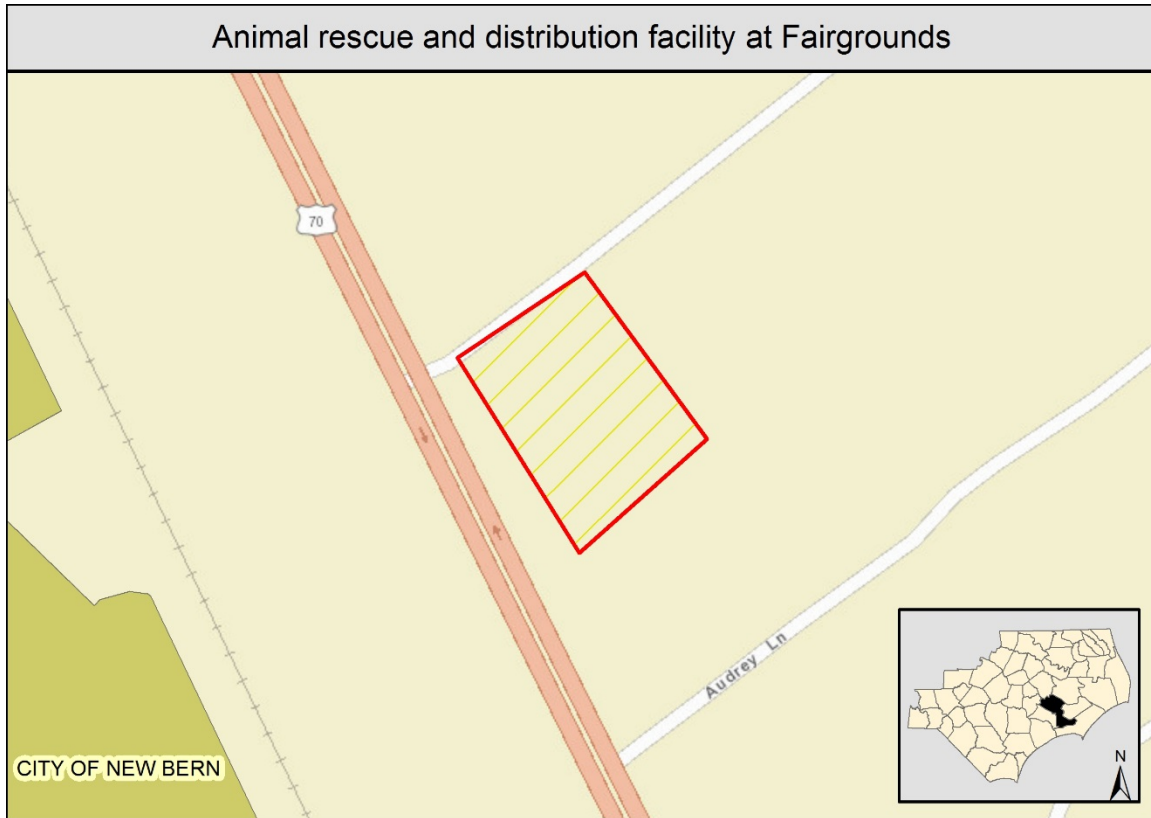 Animal rescue and distribution facility at Fairgrounds
70
Audrey Ln
CITY OF NEW BERN
N